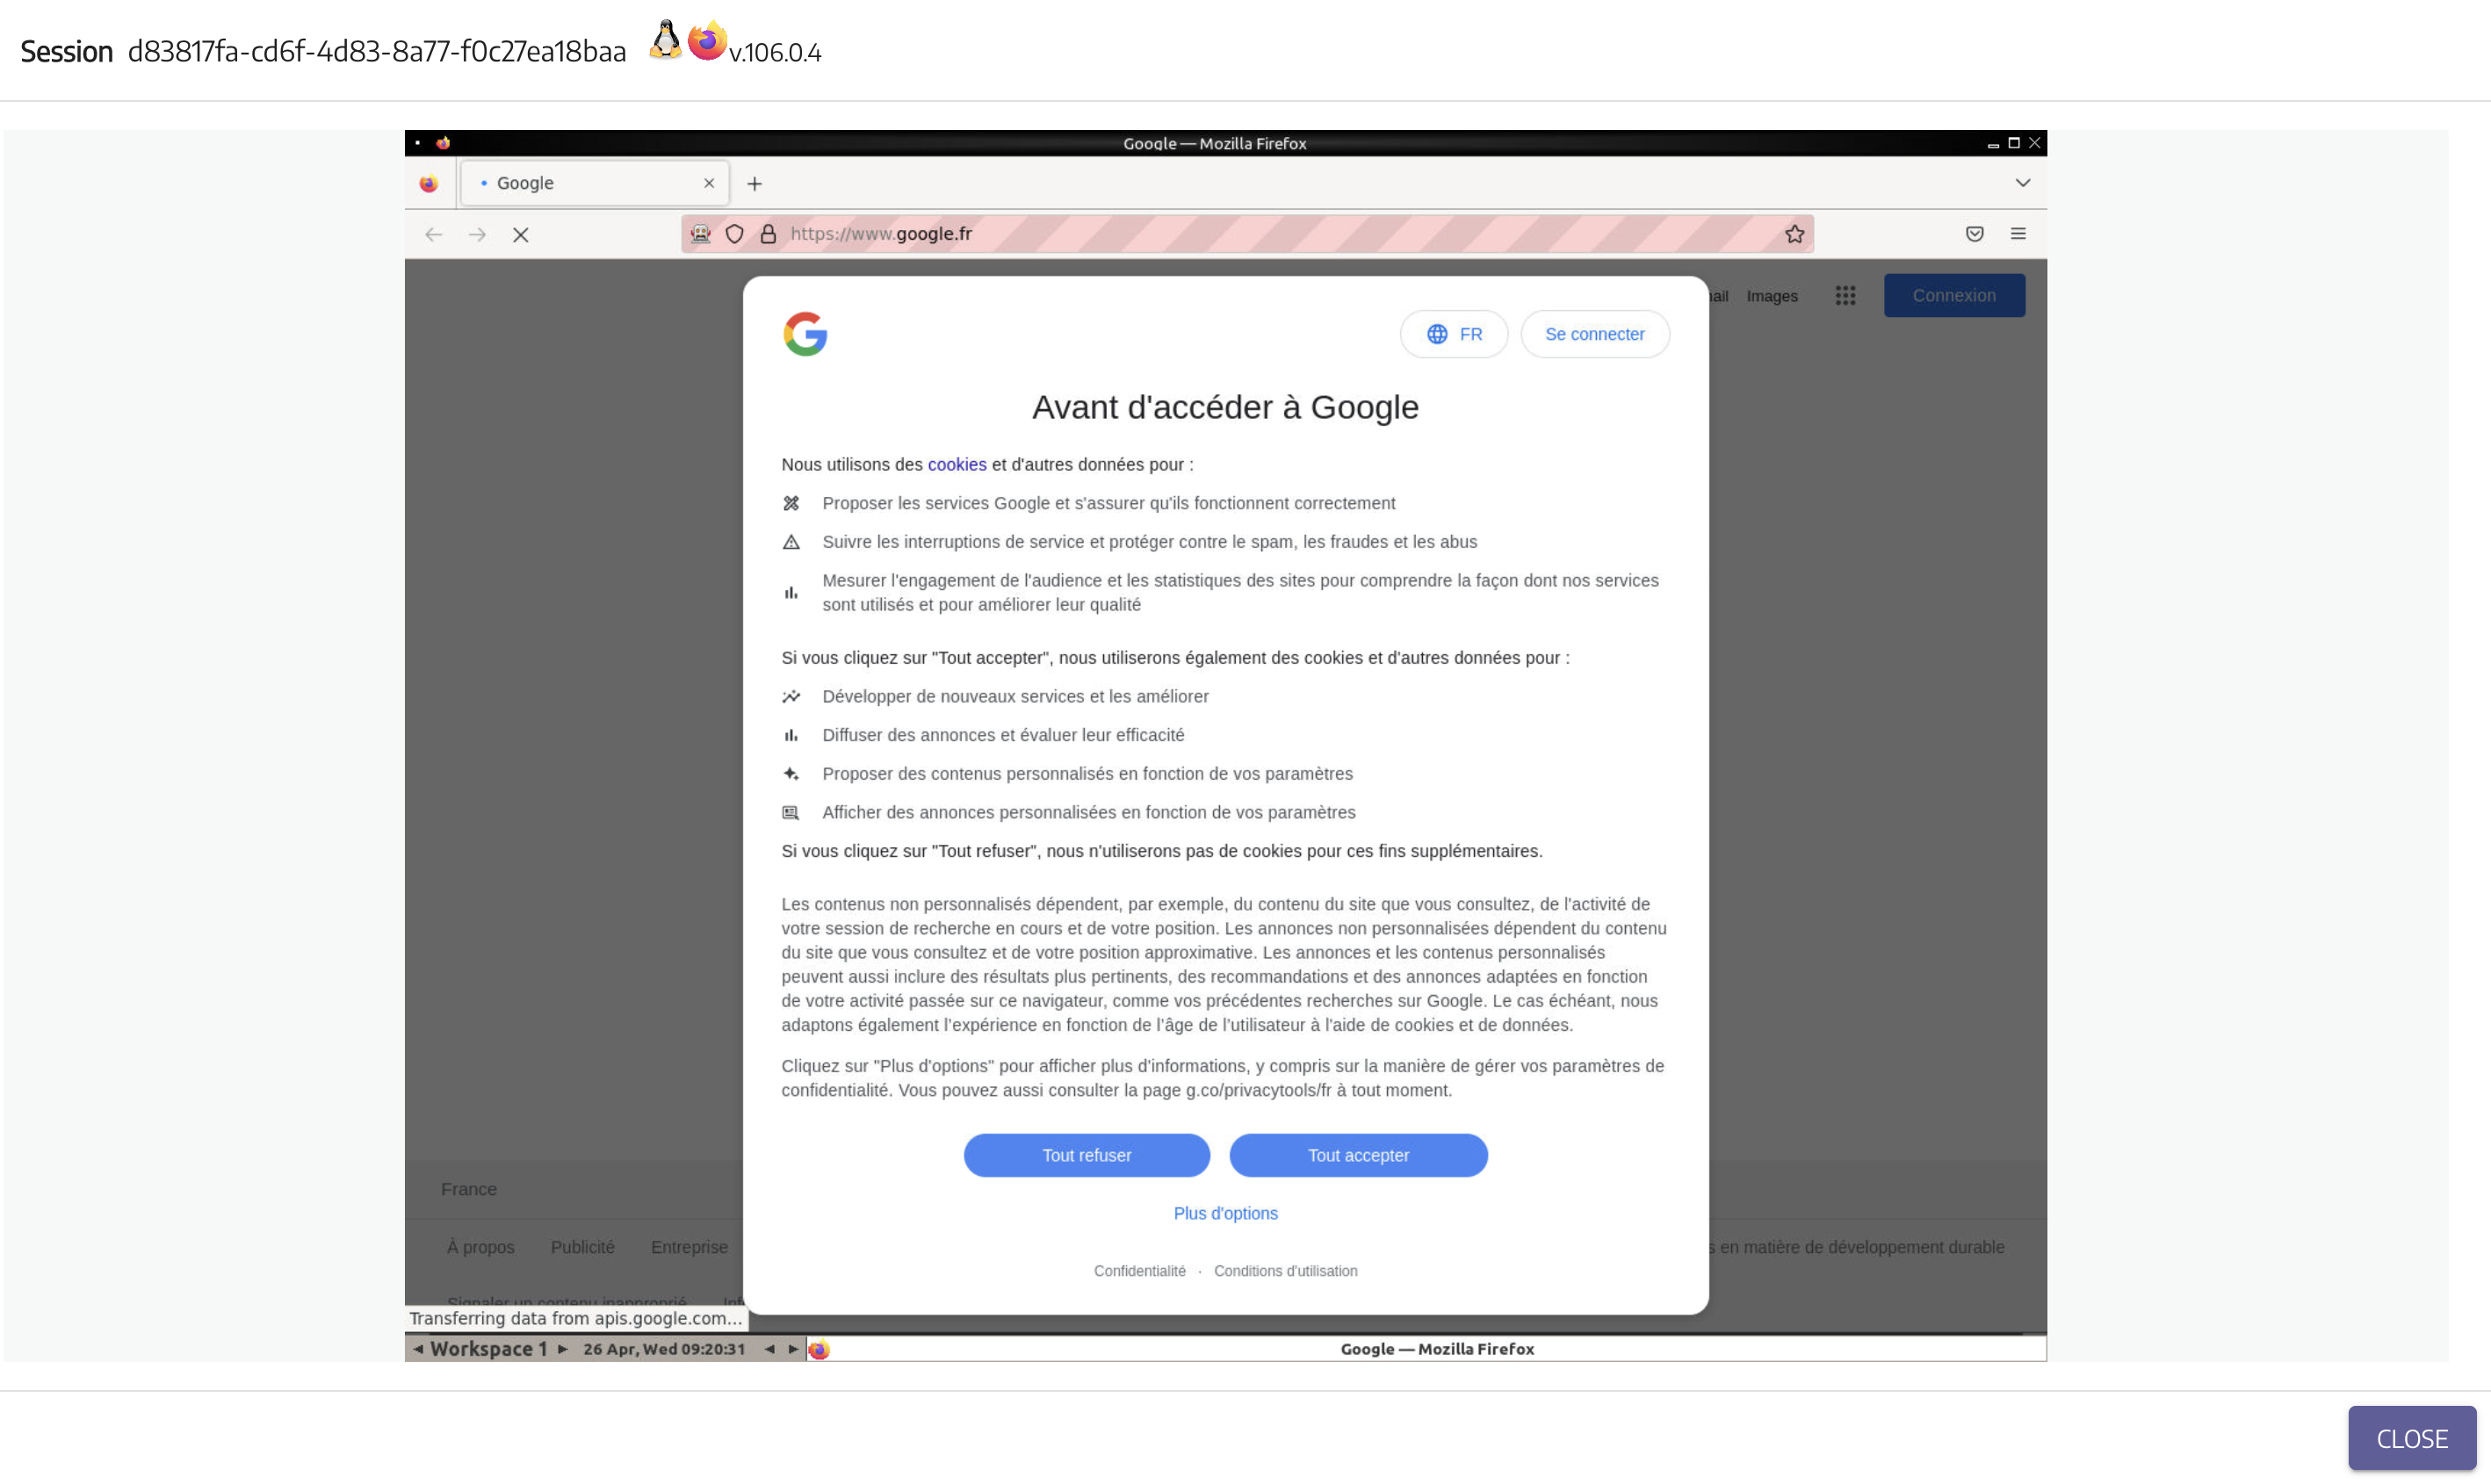 Session d83817fa-cd6f-4d83-8a77-f0c27ea18baa v.106.0.4
Google — Mozilla Firefox
Google
https://www.google.fr
Images
Connexion
FR
Se connecter
Avant d'accéder à Google
Nous utilisons des cookies et d'autres données pour :
Proposer les services Google et s'assurer qu'ils fonctionnent correctement
Suivre les interruptions de service et protéger contre le spam, les fraudes et les abus
Mesurer l'engagement de l'audience et les statistiques des sites pour comprendre la façon dont nos services
sont utilisés et pour améliorer leur qualité
Si vous cliquez sur "Tout accepter", nous utiliserons également des cookies et d'autres données pour :
Développer de nouveaux services et les améliorer
Diffuser des annonces et évaluer leur efficacité
Proposer des contenus personnalisés en fonction de vos paramètres
Afficher des annonces personnalisées en fonction de vos paramètres
Si vous cliquez sur "Tout refuser", nous n'utiliserons pas de cookies pour ces fins supplémentaires.
Les contenus non personnalisés dépendent, par exemple, du contenu du site que vous consultez, de l'activité de
votre session de recherche en cours et de votre position. Les annonces non personnalisées dépendent du contenu
du site que vous consultez et de votre position approximative. Les annonces et les contenus personnalisés
peuvent aussi inclure des résultats plus pertinents, des recommandations et des annonces adaptées en fonction
de votre activité passée sur ce navigateur, comme vos précédentes recherches sur Google. Le cas échéant, nous
adaptons également l'expérience en fonction de l'âge de l'utilisateur à l'aide de cookies et de données.
Cliquez sur "Plus d'options" pour afficher plus d'informations, y compris sur la manière de gérer vos paramètres de
confidentialité. Vous pouvez aussi consulter la page g.co/privacytools/fr à tout moment.
Tout refuser
Tout accepter
France
Plus d'options
À propos Publicité Entreprise
s en matière de développement durable
Confidentialité · Conditions d'utilisation
Signaler un contenu inapproprié
Transferring data from apis.google.com...
Workspace 1 26 Apr, Wed 09:20:31
Google — Mozilla Firefox
CLOSE